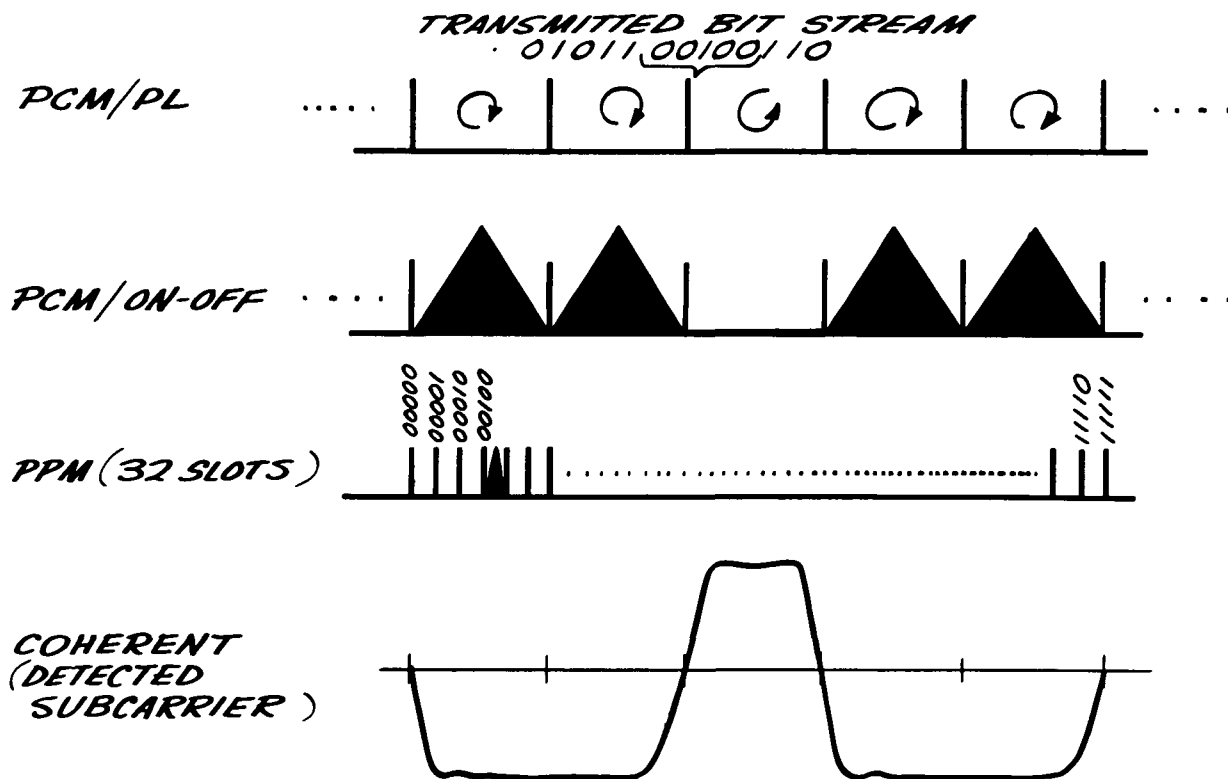 TRANSMITTED BIT STREAM
01011 00100 110
PCM/PL
PCM/ON-OFF
00000
00001
00010
00100
11110
11111
PPM (32 SLOTS)
COHERENT
(DETECTED
SUBCARRIER)